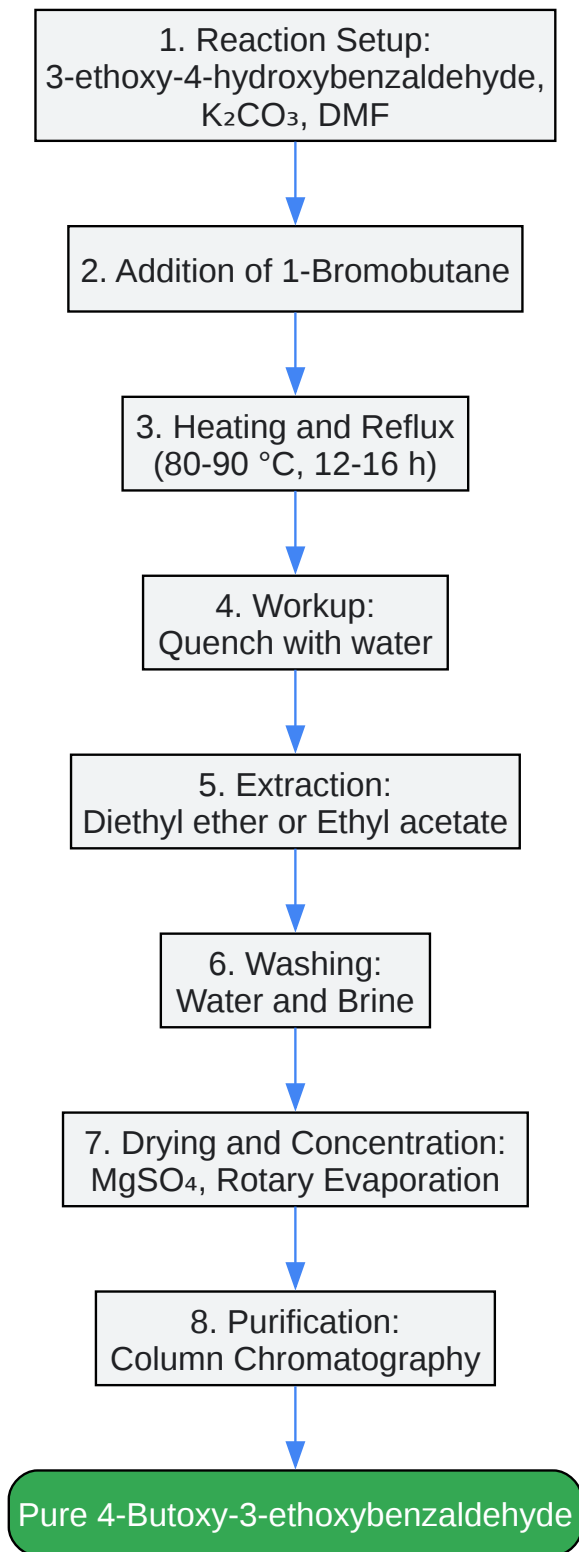 1. Reaction Setup:
3-ethoxy-4-hydroxybenzaldehyde,
K₂CO₃, DMF
2. Addition of 1-Bromobutane
3. Heating and Reflux
(80-90 °C, 12-16 h)
4. Workup:
Quench with water
5. Extraction:
Diethyl ether or Ethyl acetate
6. Washing:
Water and Brine
7. Drying and Concentration:
MgSO₄, Rotary Evaporation
8. Purification:
Column Chromatography
Pure 4-Butoxy-3-ethoxybenzaldehyde